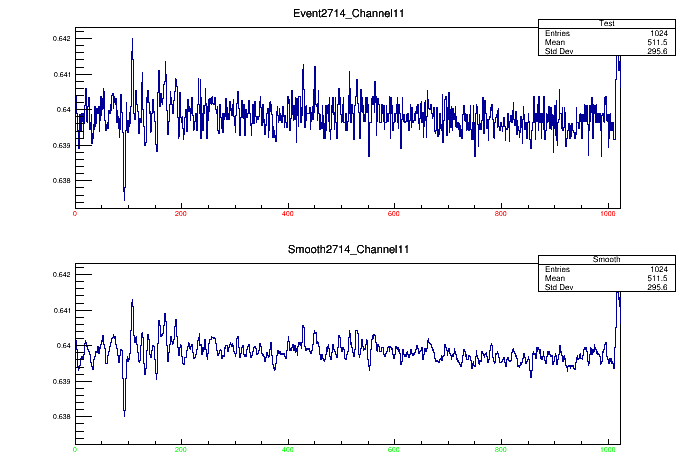 Event2714_Channel11
Test
Entries 1024
Mean 511.5
Std Dev 295.6
0.642
0.641
0.64
0.639
0.638
0 200 400 600 800 1000
Smooth2714_Channel11
Smooth
Entries 1024
Mean 511.5
Std Dev 295.6
0.642
0.641
0.64
0.639
0.638
0 200 400 600 800 1000